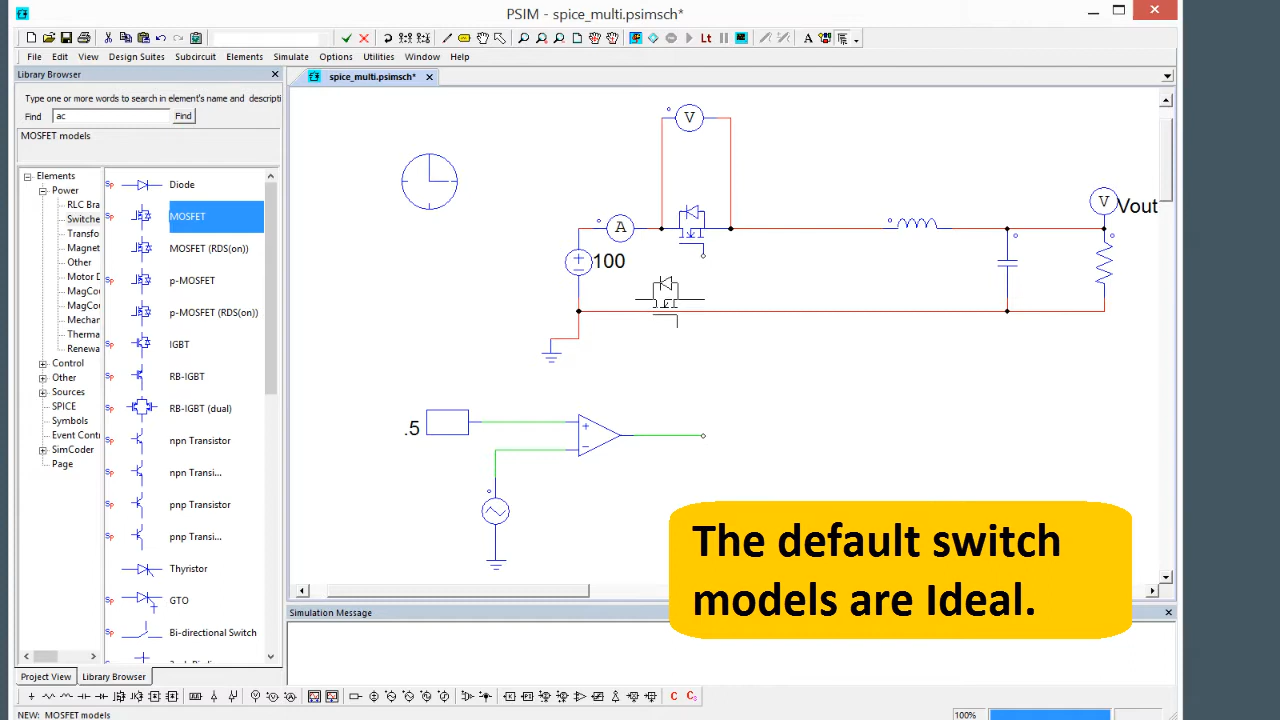 PSIM - spice_multi.psimsch*
File Edit View Design Suites Subcircuit Elements Simulate Options Utilities Window Help
Library Browser
spice_multi.psimsch*
Type one or more words to search in element's name and descripti
Find ac Find
MOSFET models
Elements
Power
RLC Bra
Switche
Transfo
Magnet
Other
Motor D
MagCou
MagCou
Mechan
Therma
Renewa
Control
Other
Sources
SPICE
Symbols
Event Contr
SimCoder
Page
Diode
MOSFET
MOSFET (RDS(on))
p-MOSFET
p-MOSFET (RDS(on))
IGBT
RB-IGBT
RB-IGBT (dual)
npn Transistor
npn Transi...
pnp Transistor
pnp Transi...
Thyristor
GTO
Bi-directional Switch
V
A
100
V
Vout
.5
The default switch
models are Ideal.
Simulation Message
Project View Library Browser
NEW: MOSFET models
100%